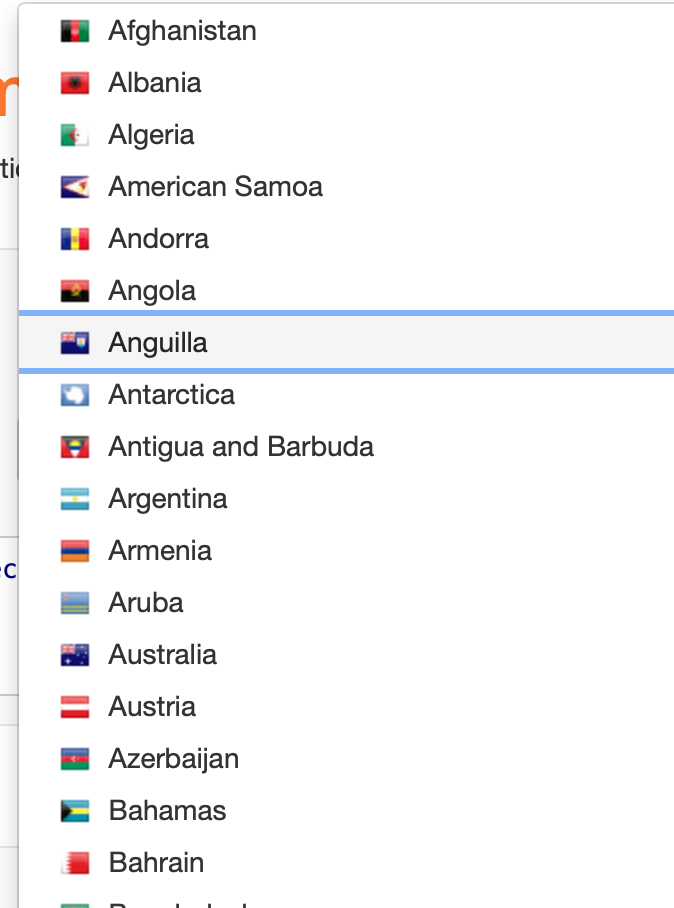 Afghanistan
Albania
Algeria
American Samoa
Andorra
Angola
Anguilla
Antarctica
Antigua and Barbuda
Argentina
Armenia
Aruba
Australia
Austria
Azerbaijan
Bahamas
Bahrain